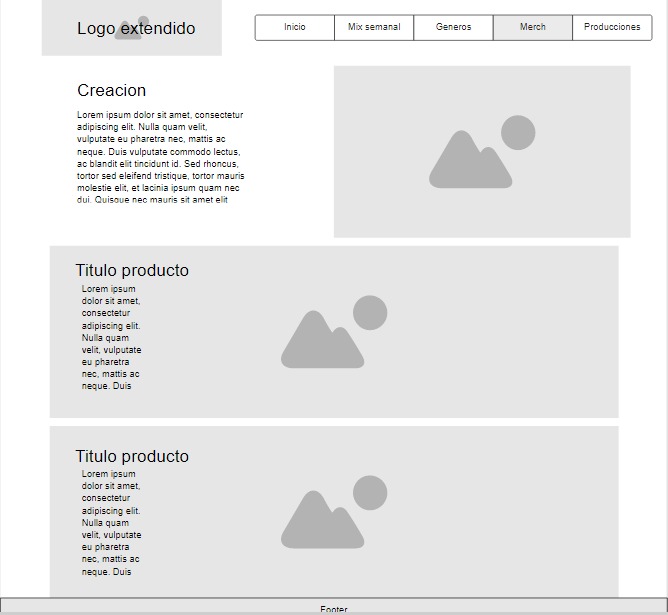 Logo extendido
Inicio
Mix semanal
Generos
Merch
Producciones
Creacion
Lorem ipsum dolor sit amet, consectetur
adipiscing elit. Nulla quam velit,
vulputate eu pharetra nec, mattis ac
neque. Duis vulputate commodo lectus,
ac blandit elit tincidunt id. Sed rhoncus,
tortor sed eleifend tristique, tortor mauris
molestie elit, et lacinia ipsum quam nec
dui. Quisque nec mauris sit amet elit
Titulo producto
Lorem ipsum
dolor sit amet,
consectetur
adipiscing elit.
Nulla quam
velit, vulputate
eu pharetra
nec, mattis ac
neque. Duis
Titulo producto
Lorem ipsum
dolor sit amet,
consectetur
adipiscing elit.
Nulla quam
velit, vulputate
eu pharetra
nec, mattis ac
neque. Duis
Footer